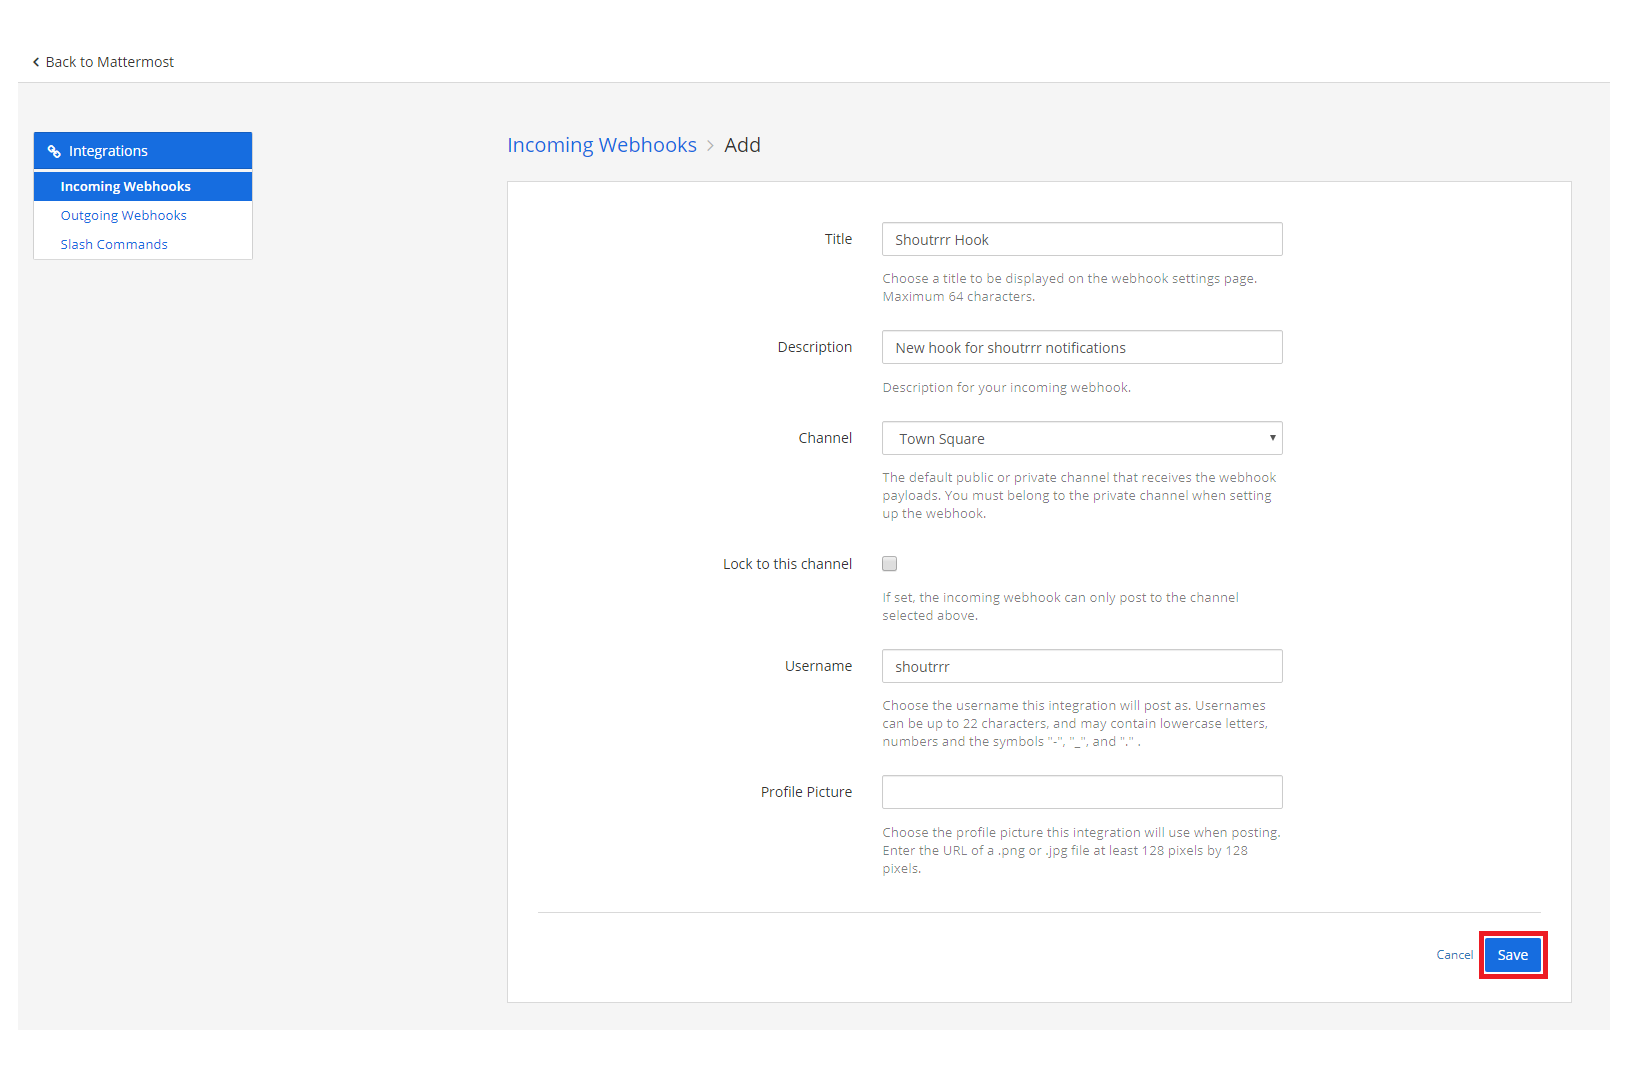 Back to Mattermost
Integrations
Incoming Webhooks
Outgoing Webhooks
Slash Commands
Incoming Webhooks > Add
Title
Shoutrrr Hook
Choose a title to be displayed on the webhook settings page.
Maximum 64 characters.
Description
New hook for shoutrrr notifications
Description for your incoming webhook.
Channel
Town Square
The default public or private channel that receives the webhook
payloads. You must belong to the private channel when setting
up the webhook.
Lock to this channel
If set, the incoming webhook can only post to the channel
selected above.
Username
shoutrrr
Choose the username this integration will post as. Usernames
can be up to 22 characters, and may contain lowercase letters,
numbers and the symbols "-", "_", and "." .
Profile Picture
Choose the profile picture this integration will use when posting.
Enter the URL of a .png or .jpg file at least 128 pixels by 128
pixels.
Cancel
Save